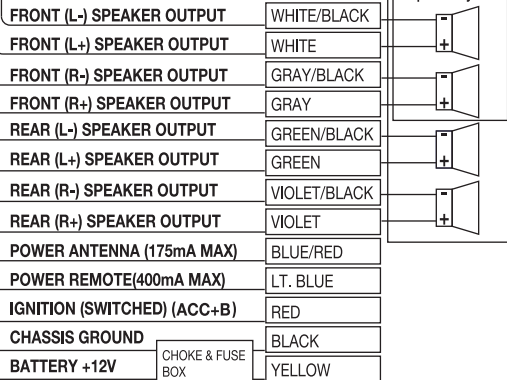 FRONT (L-) SPEAKER OUTPUT WHITE/BLACK
FRONT (L+) SPEAKER OUTPUT WHITE
FRONT (R-) SPEAKER OUTPUT GRAY/BLACK
FRONT (R+) SPEAKER OUTPUT GRAY
REAR (L-) SPEAKER OUTPUT GREEN/BLACK
REAR (L+) SPEAKER OUTPUT GREEN
REAR (R-) SPEAKER OUTPUT VIOLET/BLACK
REAR (R+) SPEAKER OUTPUT VIOLET
POWER ANTENNA (175mA MAX) BLUE/RED
POWER REMOTE(400mA MAX) LT. BLUE
IGNITION (SWITCHED) (ACC+B) RED
CHASSIS GROUND BLACK
BATTERY +12V CHOKE & FUSE BOX YELLOW
-
+
-
+
-
+
-
+